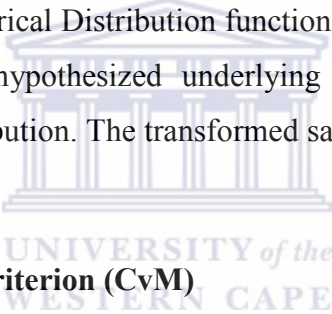 rical Distribution function
hypothesized underlying
bution. The transformed sa
UNIVERSITY of the
riterion (CvM)
WESTERN CAPE